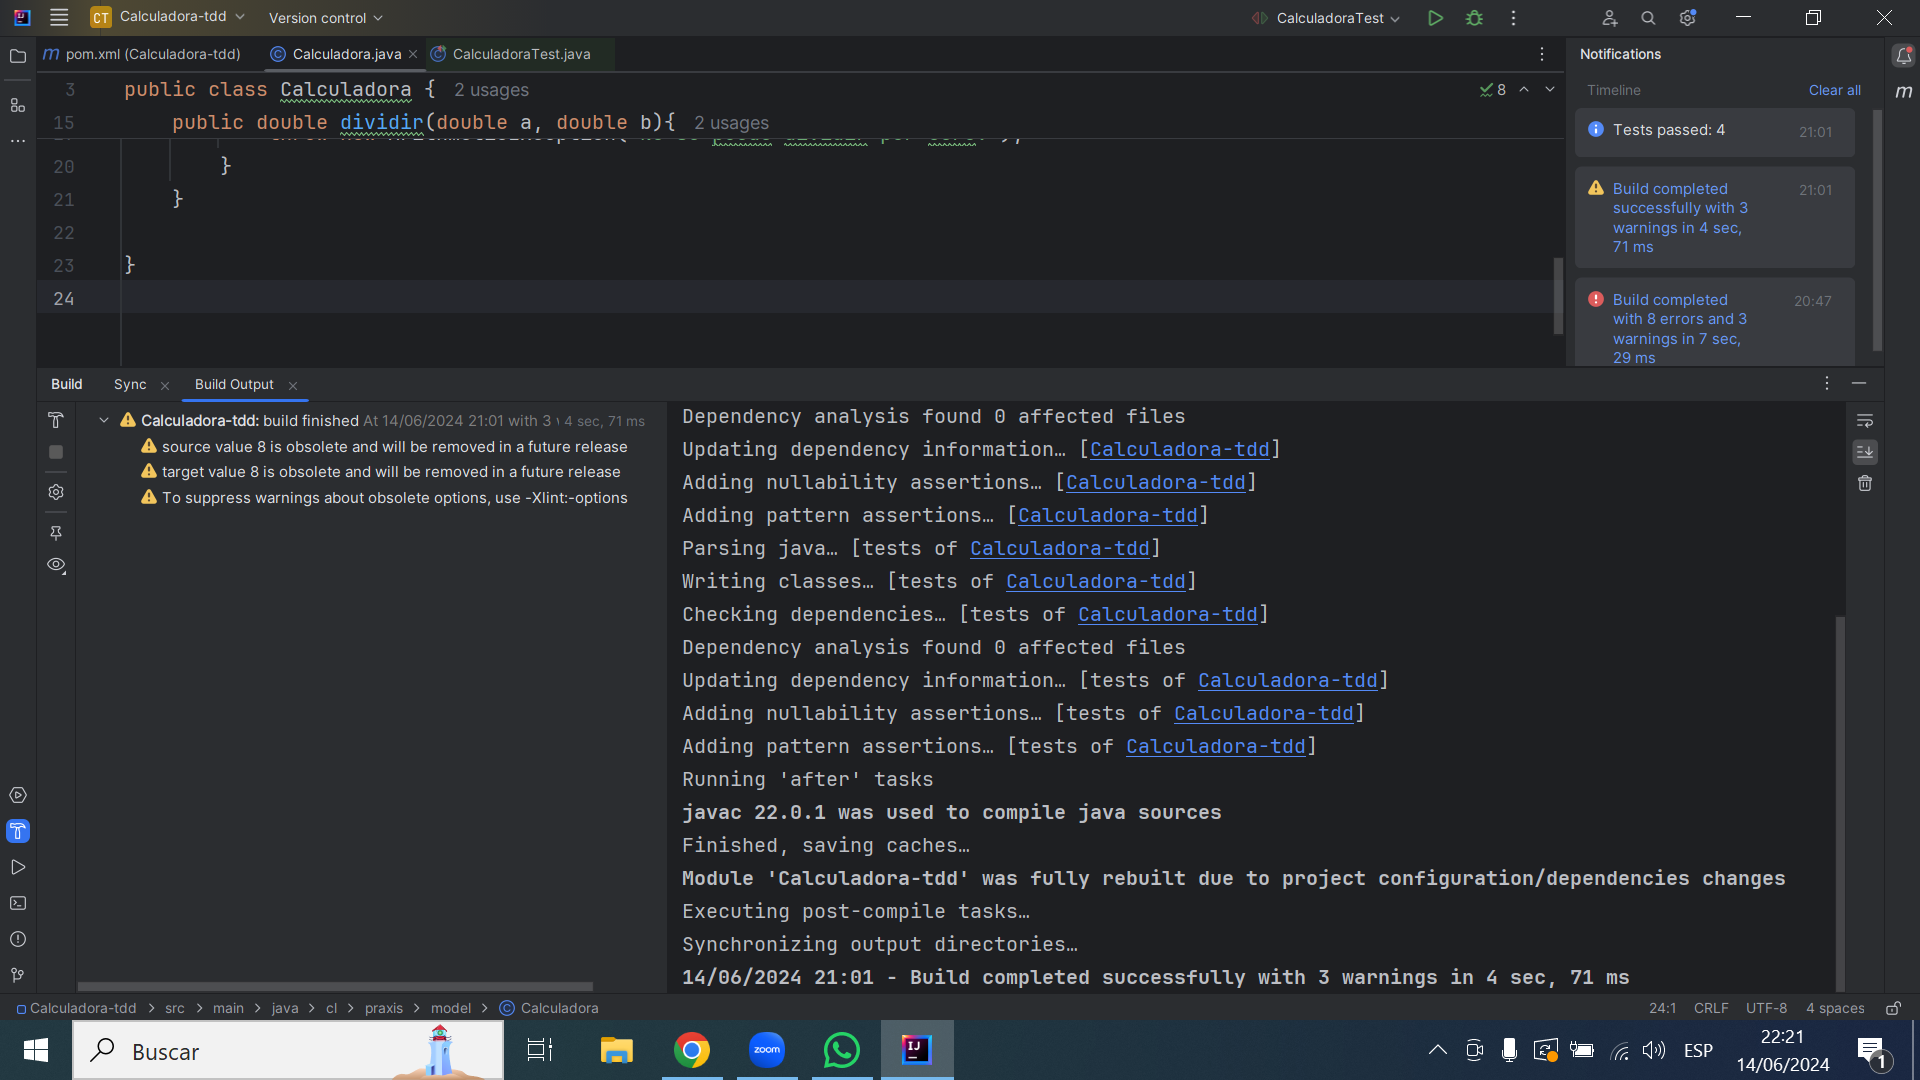 CT Calculadora-tdd Version control CalculadoraTest
m pom.xml (Calculadora-tdd) Calculadora.java CalculadoraTest.java
3 public class Calculadora { 2 usages 8
15 public double dividir(double a, double b){ 2 usages
20 }
21 }
22
23 }
24
Notifications
Timeline Clear all
Tests passed: 4 21:01
Build completed 21:01
successfully with 3
warnings in 4 sec,
71 ms
Build completed 20:47
with 8 errors and 3
warnings in 7 sec,
29 ms
m
Build Sync Build Output
Calculadora-tdd: build finished At 14/06/2024 21:01 with 3 4 sec, 71 ms
source value 8 is obsolete and will be removed in a future release
target value 8 is obsolete and will be removed in a future release
To suppress warnings about obsolete options, use -Xlint:-options
Dependency analysis found 0 affected files
Updating dependency information… [Calculadora-tdd]
Adding nullability assertions… [Calculadora-tdd]
Adding pattern assertions… [Calculadora-tdd]
Parsing java… [tests of Calculadora-tdd]
Writing classes… [tests of Calculadora-tdd]
Checking dependencies… [tests of Calculadora-tdd]
Dependency analysis found 0 affected files
Updating dependency information… [tests of Calculadora-tdd]
Adding nullability assertions… [tests of Calculadora-tdd]
Adding pattern assertions… [tests of Calculadora-tdd]
Running 'after' tasks
javac 22.0.1 was used to compile java sources
Finished, saving caches…
Module 'Calculadora-tdd' was fully rebuilt due to project configuration/dependencies changes
Executing post-compile tasks…
Synchronizing output directories…
14/06/2024 21:01 - Build completed successfully with 3 warnings in 4 sec, 71 ms
Calculadora-tdd > src > main > java > cl > praxis > model > Calculadora 24:1 CRLF UTF-8 4 spaces
Buscar zoom IJ ESP 22:21
14/06/2024 1